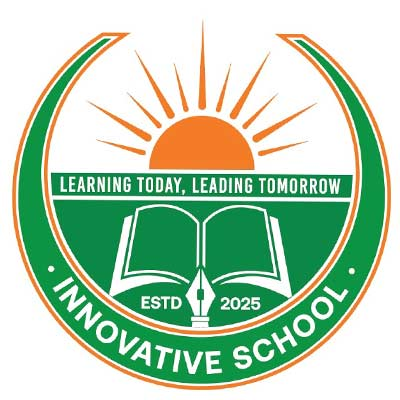 LEARNING TODAY, LEADING TOMORROW
ESTD 2025
· INNOVATIVE SCHOOL ·